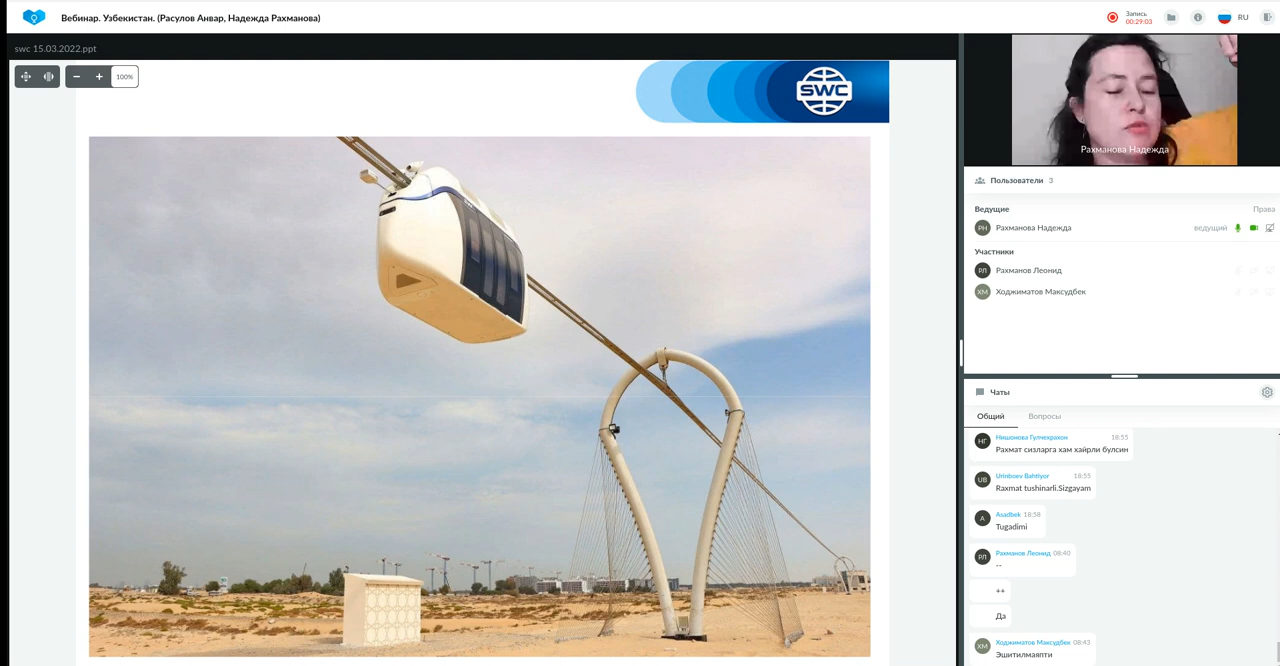 Вебинар. Узбекистан. (Расулов Анвар, Надежда Рахманова)
Запись
00:29:03
RU
swc 15.03.2022.ppt
100%
SWC
Рахманова Надежда
Пользователи 3
Ведущие Права
РН Рахманова Надежда ведущий
Участники
РЛ Рахманов Леонид
ХМ Ходжиматов Максудбек
Чаты
Общий Вопросы
НГ Нишонова Гулчехрахон 18:55
Рахмат сизларга хам хайрли булсин
UB Urinboev Bahtiyor 18:55
Raxmat tushinarli.Sizgayam
A Asadbek 18:58
Tugadimi
РЛ Рахманов Леонид 08:40
--
++
Да
ХМ Ходжиматов Максудбек 08:43
Эшитилмаяпти